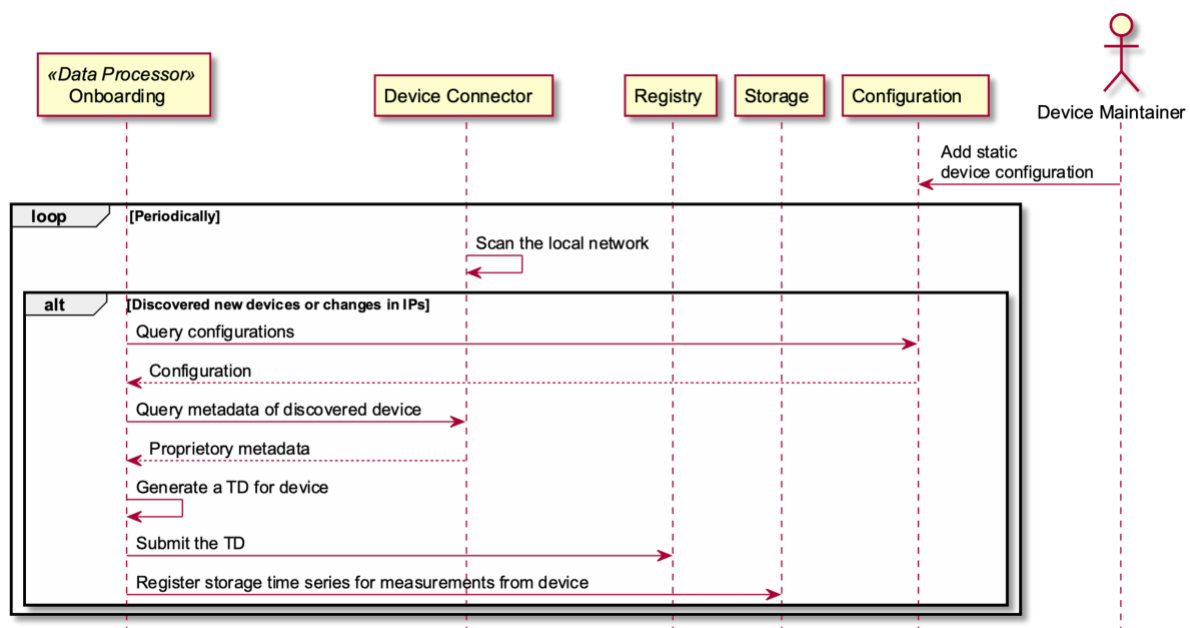 «Data Processor»
Onboarding
Device Connector
Registry
Storage
Configuration
Device Maintainer
Add static
device configuration
loop
[Periodically]
Scan the local network
alt
[Discovered new devices or changes in IPs]
Query configurations
Configuration
Query metadata of discovered device
Proprietory metadata
Generate a TD for device
Submit the TD
Register storage time series for measurements from device